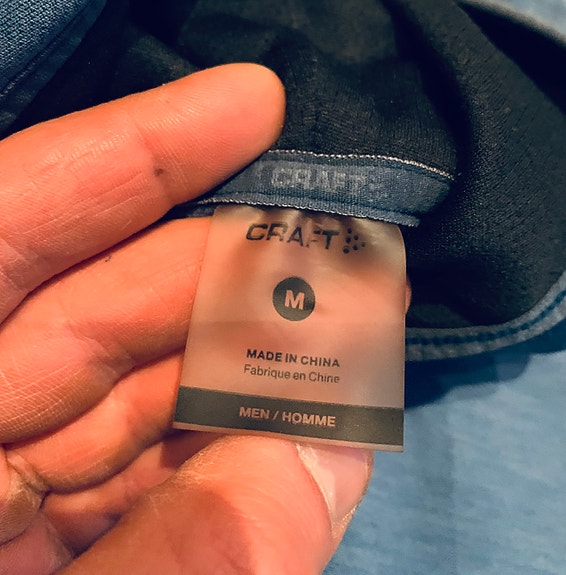 CRAFT
CRAFT
M
MADE IN CHINA
Fabrique en Chine
MEN / HOMME